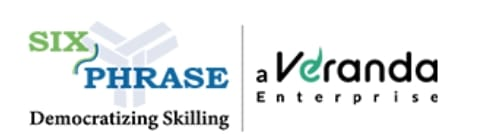 SIX
PHRASE
Democratizing Skilling
a Veranda
Enterprise